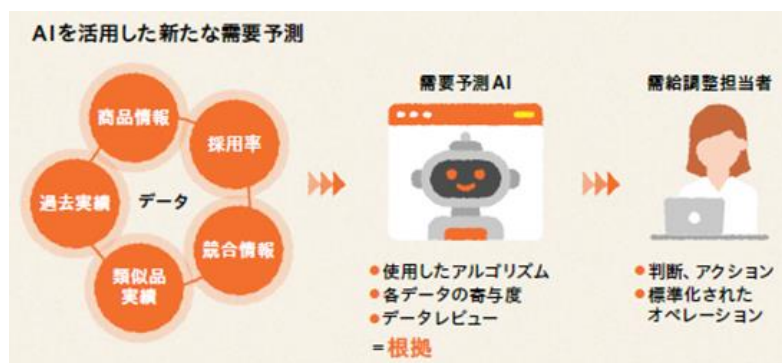 AIを活用した新たな需要予測
商品情報
採用率
過去実績
データ
競合情報
類似品
実績
需要予測AI
●使用したアルゴリズム
●各データの寄与度
●データレビュー
=根拠
需給調整担当者
●判断、アクション
●標準化された
オペレーション